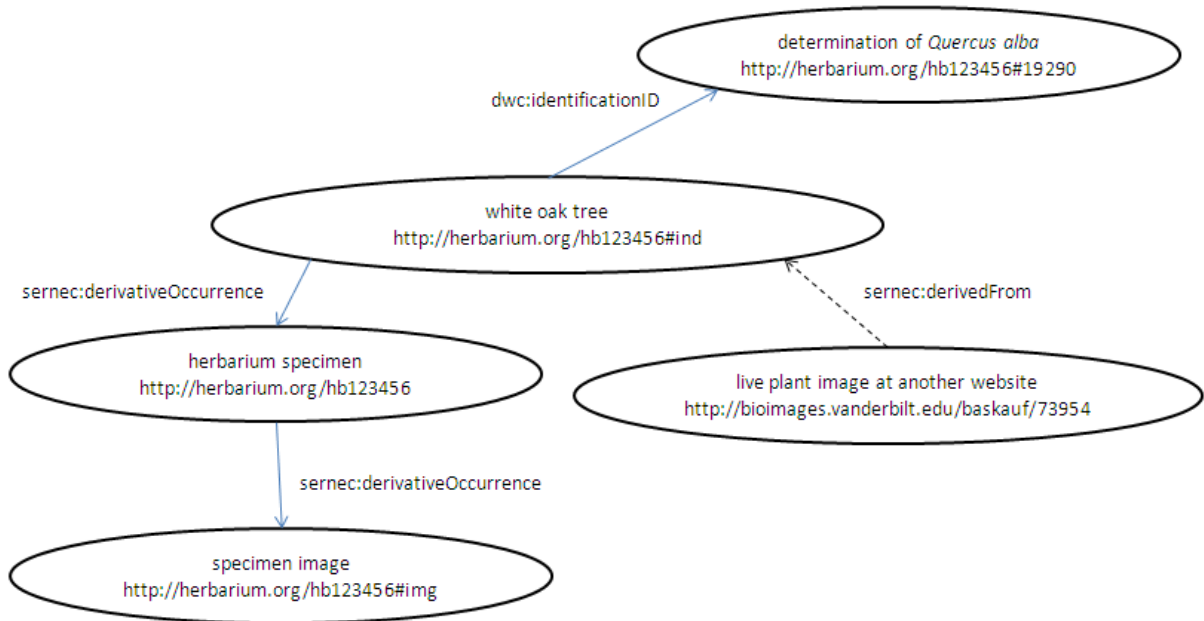 determination of Quercus alba
http://herbarium.org/hb123456#19290
dwc:identificationID
white oak tree
http://herbarium.org/hb123456#ind
sernec:derivativeOccurrence
sernec:derivedFrom
herbarium specimen
http://herbarium.org/hb123456
live plant image at another website
http://bioimages.vanderbilt.edu/baskauf/73954
sernec:derivativeOccurrence
specimen image
http://herbarium.org/hb123456#img